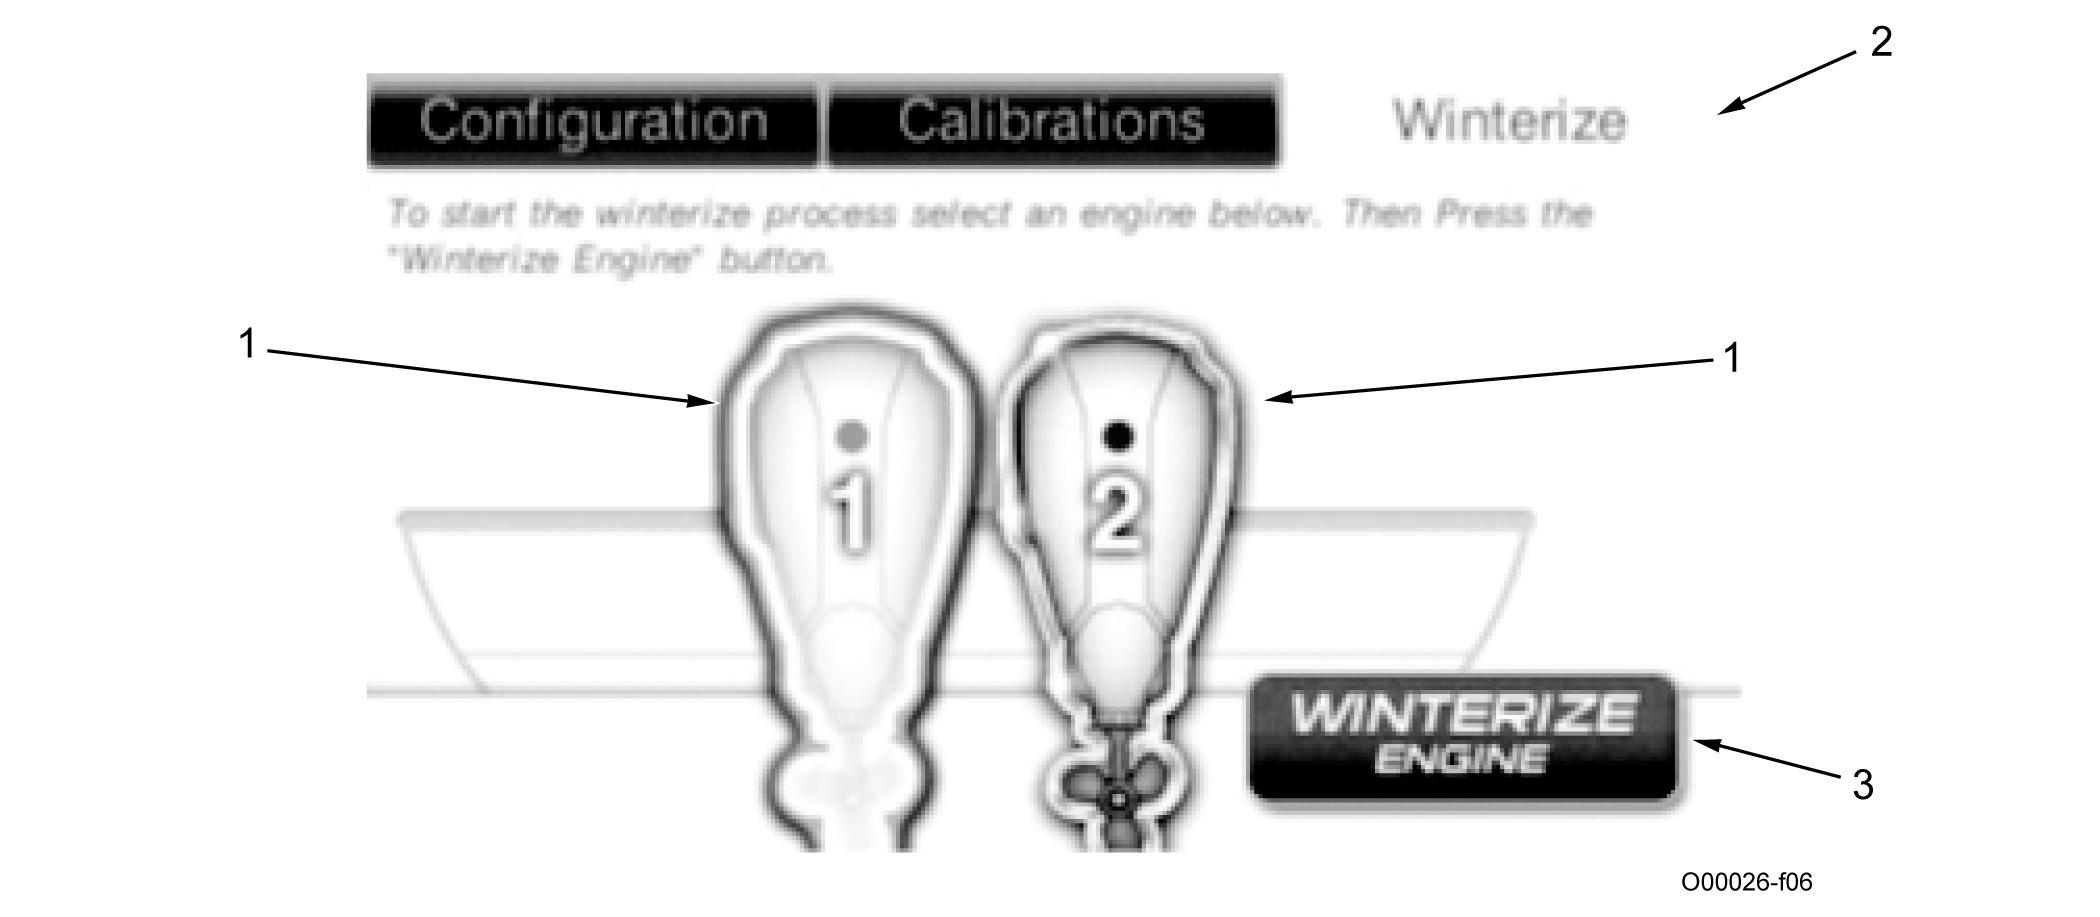 2
Configuration Calibrations Winterize
To start the winterize process select an engine below. Then Press the
"Winterize Engine" button.
1
1
1
2
WINTERIZE
ENGINE
3
O00026-f06